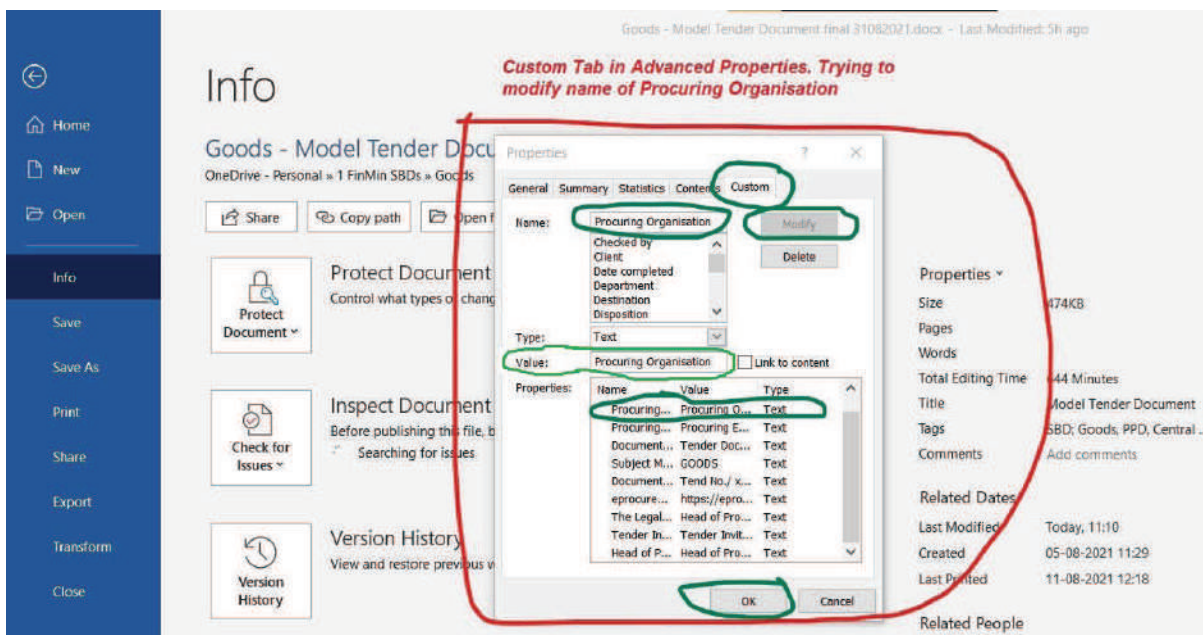 Goods - Model Tender Document final 31082021.docx - Last Modified: 5h ago
Custom Tab in Advanced Properties. Trying to
modify name of Procuring Organisation
Info
Home
New
Open
Info
Save
Save As
Print
Share
Export
Transform
Close
Goods - Model Tender Docu
OneDrive - Personal » 1 FinMin SBDs » Goods
Share
Copy path
Open f
Protect
Document
Protect Document
Control what types of chang
Check for
Issues
Inspect Document
Before publishing this file, b
Searching for issues
Version
History
Version History
View and restore previous v
Properties ? ×
General Summary Statistics Contents Custom
Name: Procuring Organisation Modify
Checked by
Client
Date completed
Department
Destination
Disposition
Delete
Type: Text
Value: Procuring Organisation Link to content
Properties: Name Value Type
Procuring... Procuring O... Text
Procuring... Procuring E... Text
Document... Tender Doc... Text
Subject M... GOODS Text
Document... Tend No./ x... Text
eprocure... https://epro... Text
The Legal... Head of Pro... Text
Tender In... Tender Invit... Text
Head of P... Head of Pro... Text
OK Cancel
Properties
Size 474KB
Pages
Words
Total Editing Time 644 Minutes
Title Model Tender Document
Tags SBD; Goods, PPD, Central ..
Comments Add comments
Related Dates
Last Modified Today, 11:10
Created 05-08-2021 11:29
Last Printed 11-08-2021 12:18
Related People